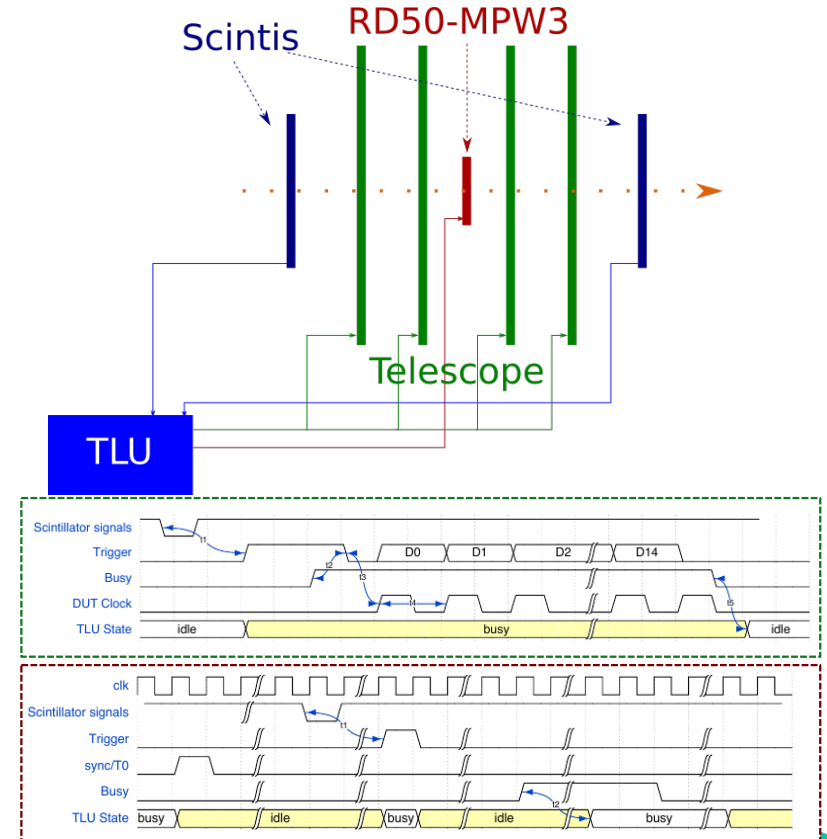 RD50-MPW3
Scintis
Telescope
TLU
Scintillator signals
t1
Trigger
D0 D1 D2 D14
t2
Busy
t3
DUT Clock
t4
t5
TLU State
idle busy idle
clk
Scintillator signals
t1
Trigger
sync/T0
Busy
t2
TLU State
busy idle busy idle busy